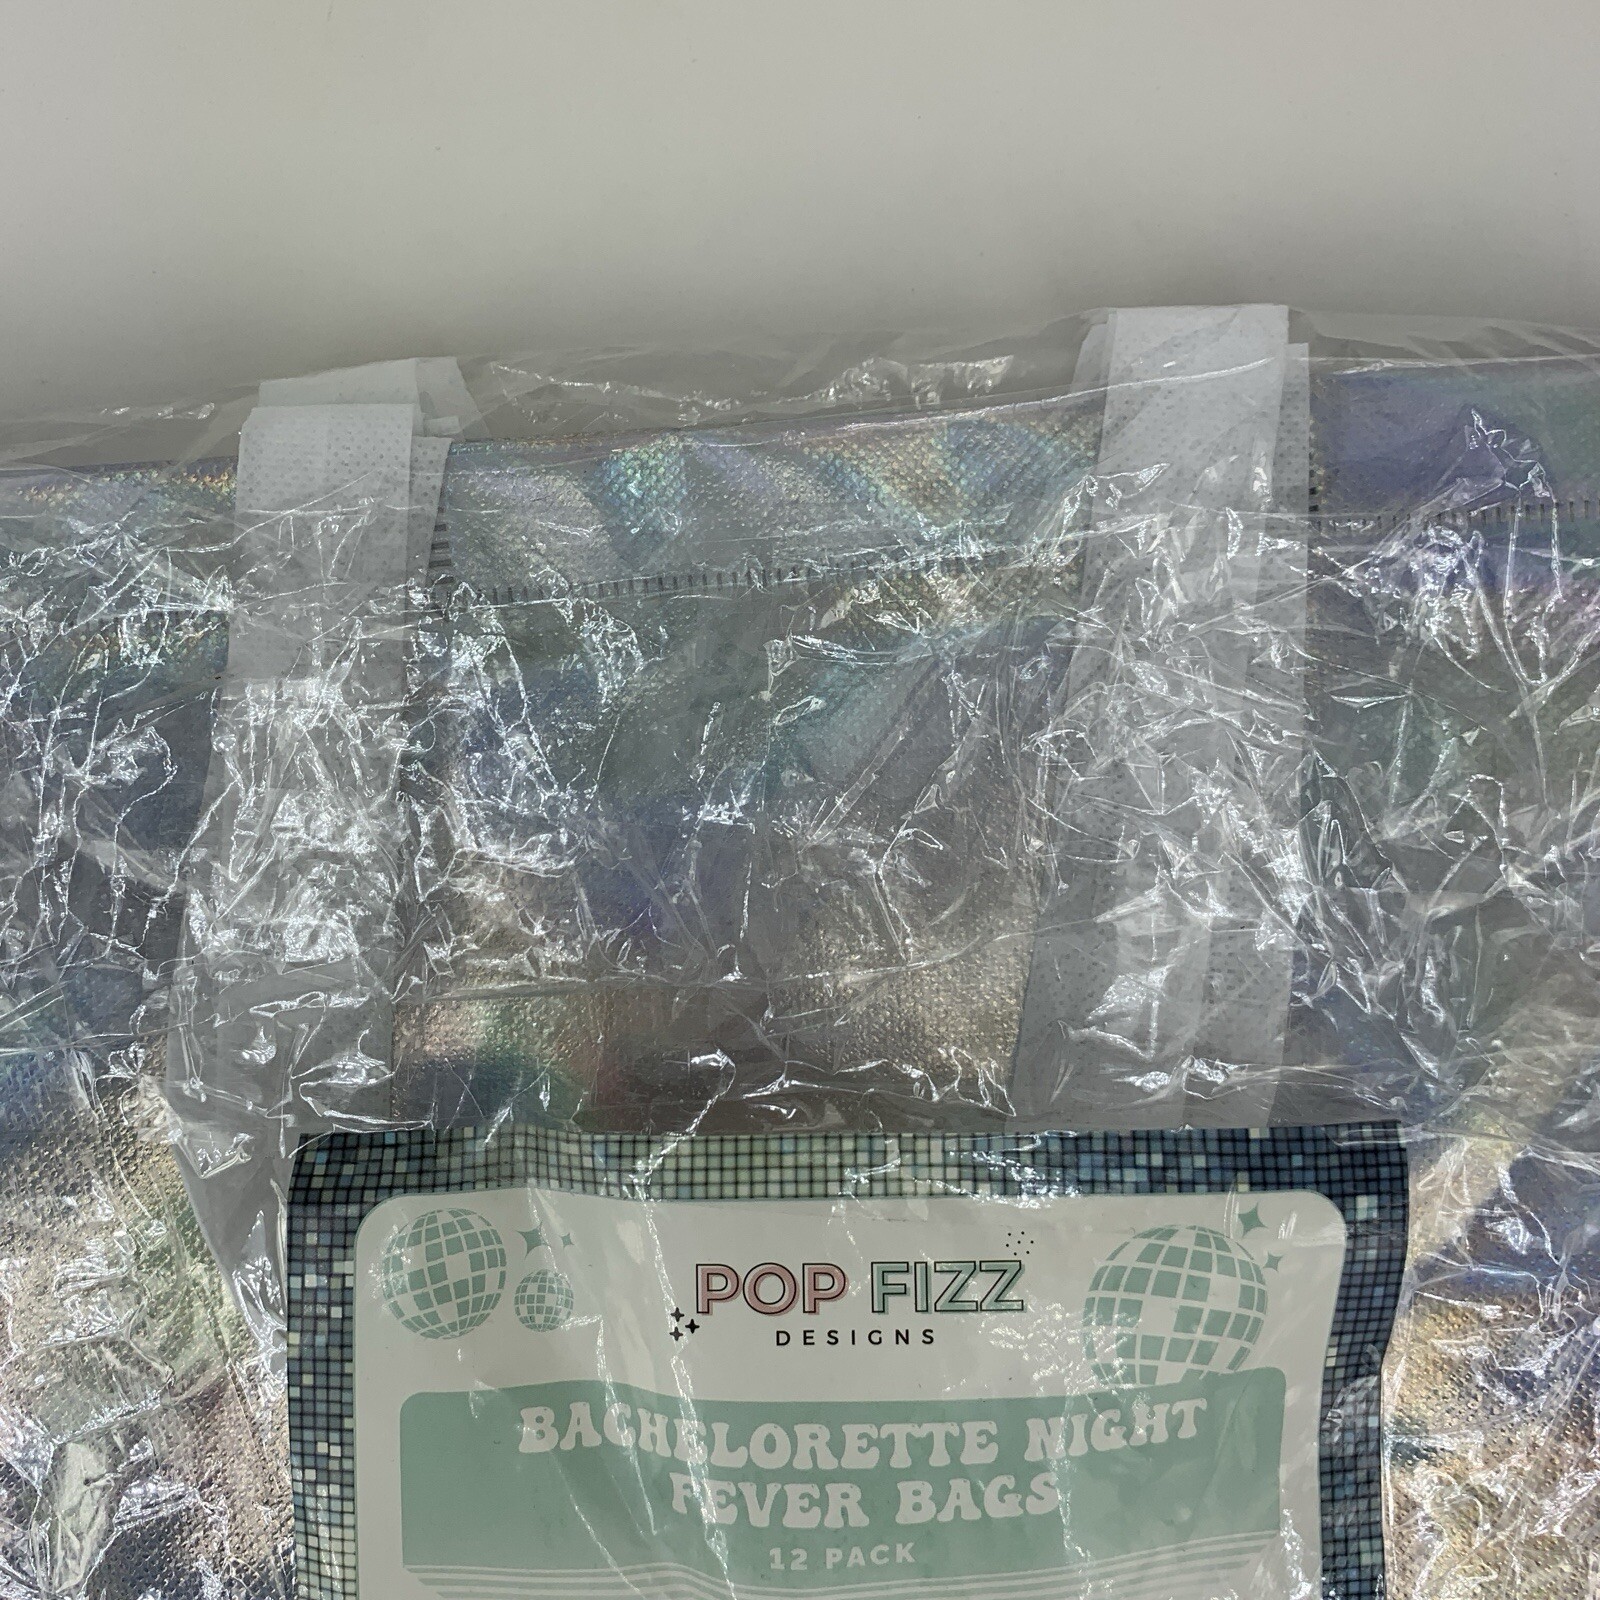 POP FIZZ
DESIGNS
BACHELORETTE NIGHT
FEVER BAGS
12 PACK